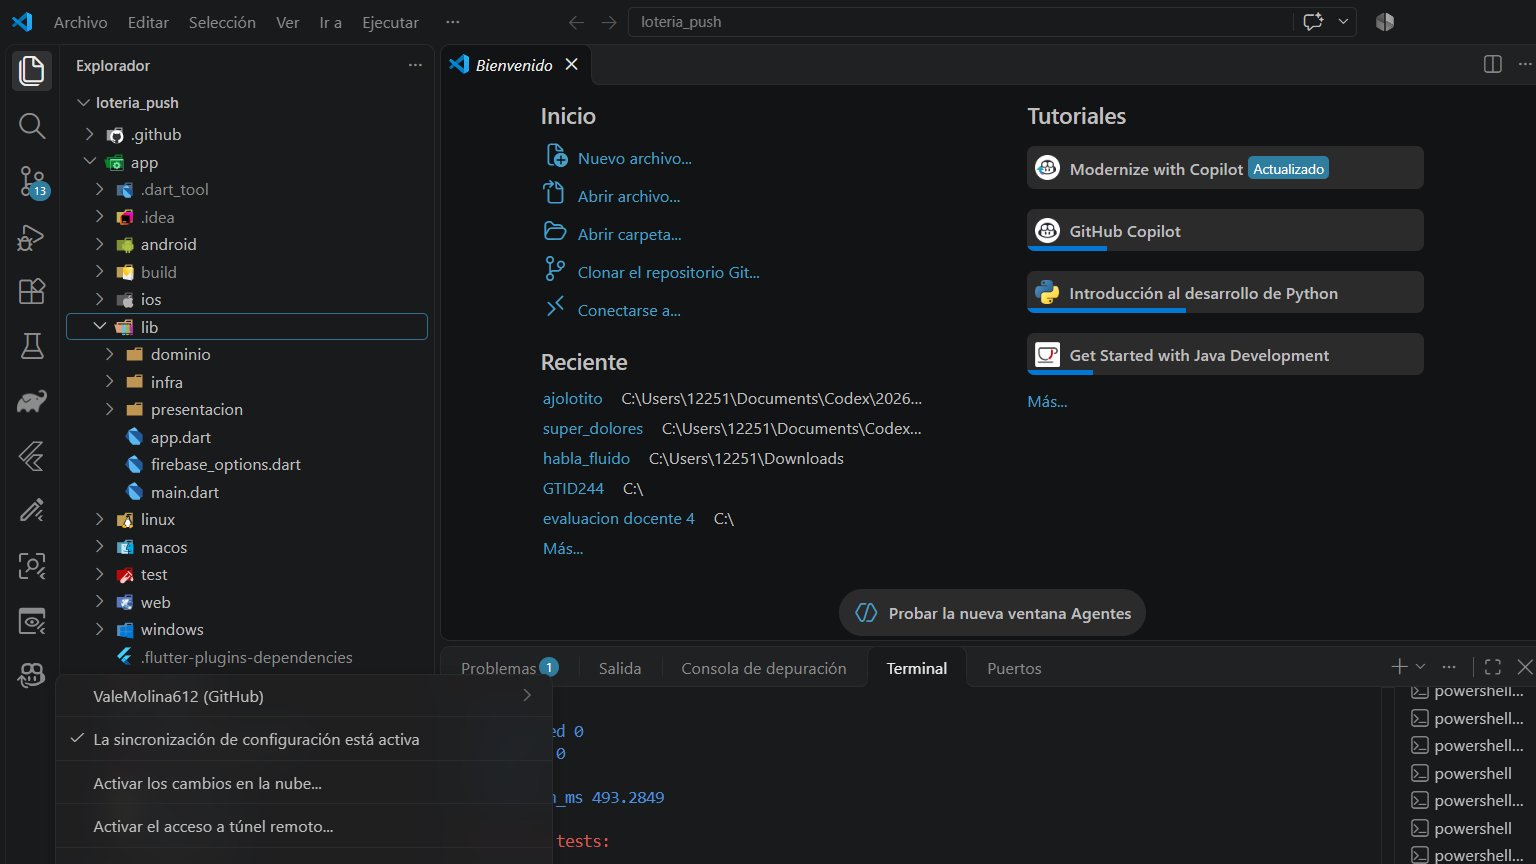 Archivo Editar Selección Ver Ir a Ejecutar ··· loteria_push
Explorador ···
loteria_push
.github
app
.dart_tool
.idea
android
build
ios
lib
dominio
infra
presentacion
app.dart
firebase_options.dart
main.dart
linux
macos
test
web
windows
.flutter-plugins-dependencies
13
ValeMolina612 (GitHub)
La sincronización de configuración está activa
Activar los cambios en la nube...
Activar el acceso a túnel remoto...
Bienvenido
Inicio
Nuevo archivo...
Abrir archivo...
Abrir carpeta...
Clonar el repositorio Git...
Conectarse a...
Reciente
ajolotito C:\Users\12251\Documents\Codex\2026...
super_dolores C:\Users\12251\Documents\Codex...
habla_fluido C:\Users\12251\Downloads
GTID244 C:\
evaluacion docente 4 C:\
Más...
Tutoriales
Modernize with Copilot Actualizado
GitHub Copilot
Introducción al desarrollo de Python
Get Started with Java Development
Más...
Probar la nueva ventana Agentes
Problemas 1 Salida Consola de depuración Terminal Puertos
ed 0
0
_ms 493.2849
tests:
powershell...
powershell...
powershell...
powershell
powershell...
powershell
powershell...